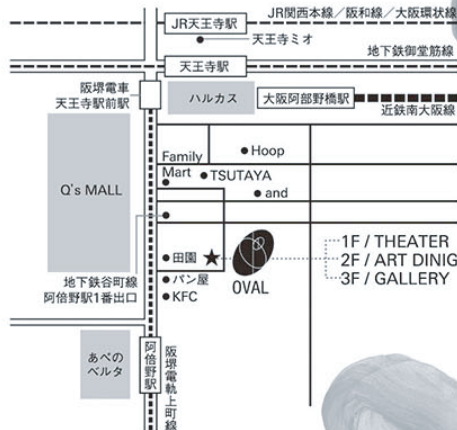 JR関西本線／阪和線／大阪環状線
JR天王寺駅
天王寺ミオ
地下鉄御堂筋線
天王寺駅
阪堺電車
天王寺駅前駅
ハルカス
大阪阿部野橋駅
近鉄南大阪線
Q's MALL
Family
Mart
Hoop
TSUTAYA
and
田園
パン屋
KFC
OVAL
1F / THEATER
2F / ART DINIG
3F / GALLERY
地下鉄谷町線
阿倍野駅1番出口
あべの
ベルタ
阿倍野駅
阪堺電軌上町線